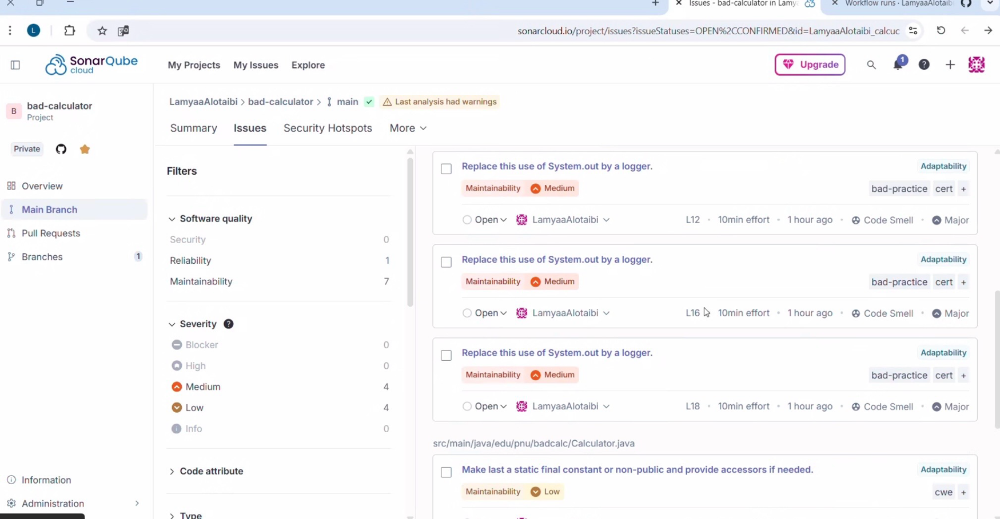 Issues - bad-calculator in Lamy
Workflow runs · LamyaaAlotaib
L
sonarcloud.io/project/issues?issueStatuses=OPEN%2CCONFIRMED&id=LamyaaAlotaibi_calcuc
SonarQube
cloud
My Projects
My Issues
Explore
Upgrade
1
?
B
bad-calculator
Project
Private
Overview
Main Branch
Pull Requests
Branches
1
Information
Administration
LamyaaAlotaibi > bad-calculator > main
Last analysis had warnings
Summary
Issues
Security Hotspots
More
Filters
Software quality
Security 0
Reliability 1
Maintainability 7
Severity ?
Blocker 0
High 0
Medium 4
Low 4
Info 0
Code attribute
Type
Replace this use of System.out by a logger. Adaptability
Maintainability Medium bad-practice cert +
Open LamyaaAlotaibi L12 • 10min effort • 1 hour ago • Code Smell • Major
Replace this use of System.out by a logger. Adaptability
Maintainability Medium bad-practice cert +
Open LamyaaAlotaibi L16 10min effort • 1 hour ago • Code Smell • Major
Replace this use of System.out by a logger. Adaptability
Maintainability Medium bad-practice cert +
Open LamyaaAlotaibi L18 • 10min effort • 1 hour ago • Code Smell • Major
src/main/java/edu/pnu/badcalc/Calculator.java
Make last a static final constant or non-public and provide accessors if needed. Adaptability
Maintainability Low cwe +